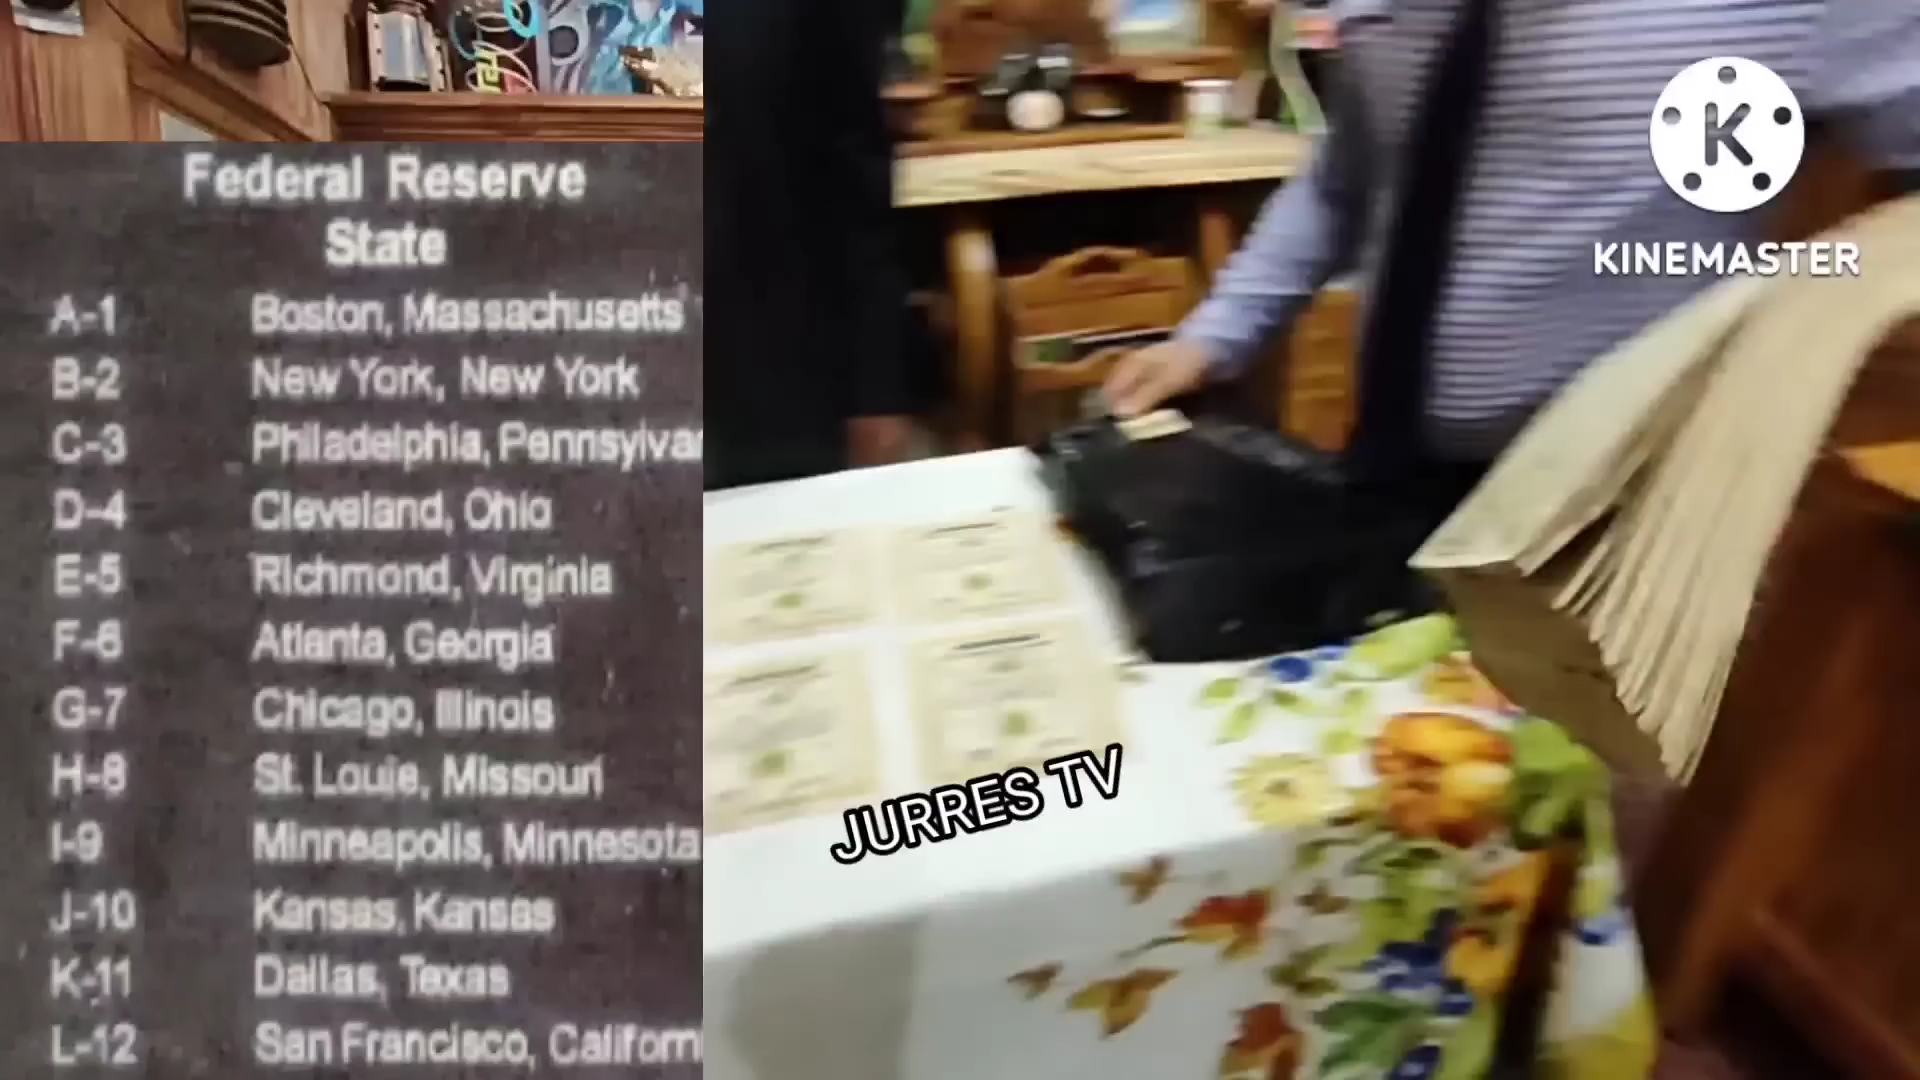 Federal Reserve
State
A-1 Boston, Massachusetts
B-2 New York, New York
C-3 Philadelphia, Pennsylvan
D-4 Cleveland, Ohio
E-5 Richmond, Virginia
F-6 Atlanta, Georgia
G-7 Chicago, Illinois
H-8 St. Louie, Missouri
I-9 Minneapolis, Minnesota
J-10 Kansas, Kansas
K-11 Dallas, Texas
L-12 San Francisco, Californi
K
KINEMASTER
JURRES TV